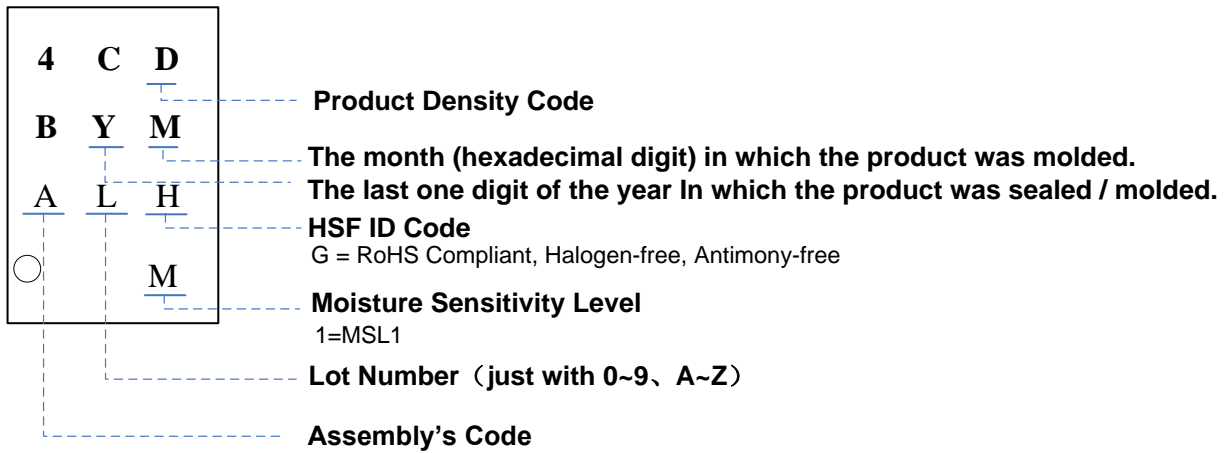 4 C D
Product Density Code
B Y M
The month (hexadecimal digit) in which the product was molded.
The last one digit of the year In which the product was sealed / molded.
A L H
HSF ID Code
G = RoHS Compliant, Halogen-free, Antimony-free
M
Moisture Sensitivity Level
1=MSL1
Lot Number（just with 0~9、A~Z）
Assembly's Code